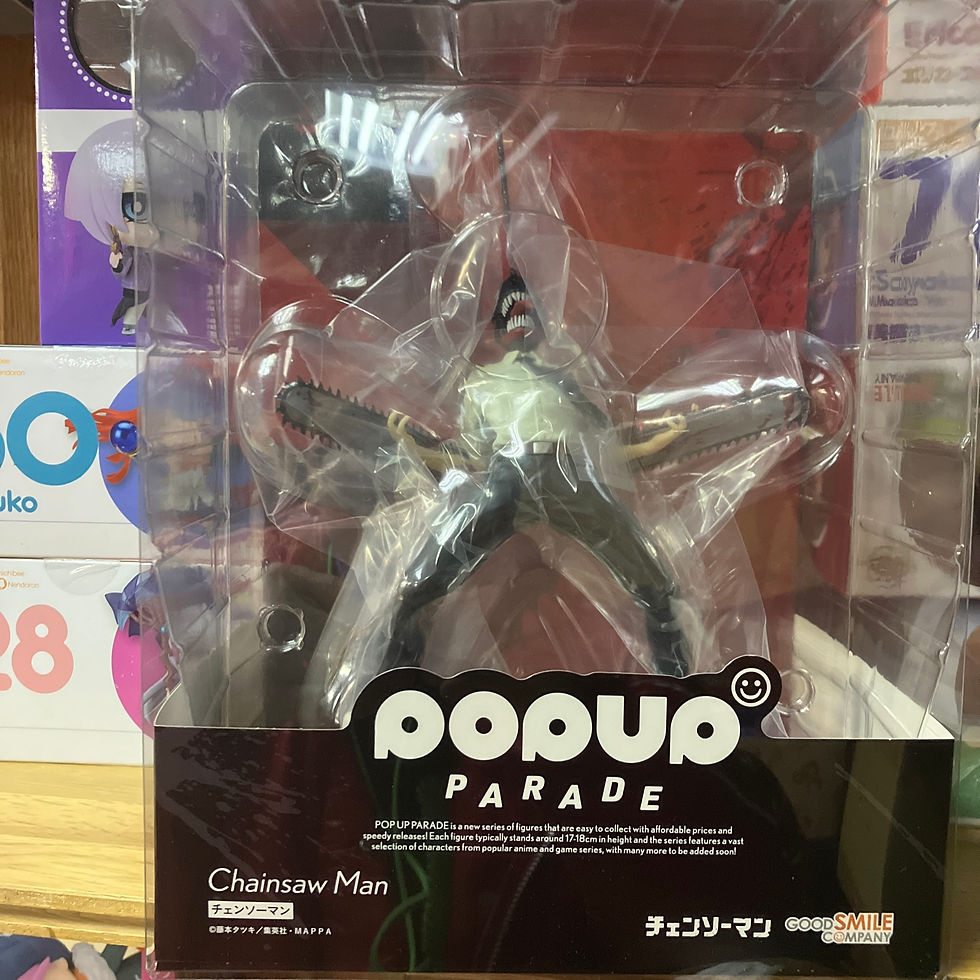 POPUP
PARADE
POP UP PARADE is a new series of figures that are easy to collect with affordable prices and
speedy releases! Each figure typically stands around 17-18cm in height and the series features a vast
selection of characters from popular anime and game series, with many more to be added soon!
Chainsaw Man
チェンソーマン
©藤本タツキ／集英社・MAPPA
チェンソーマン
GOOD SMILE
COMPANY
uko
28